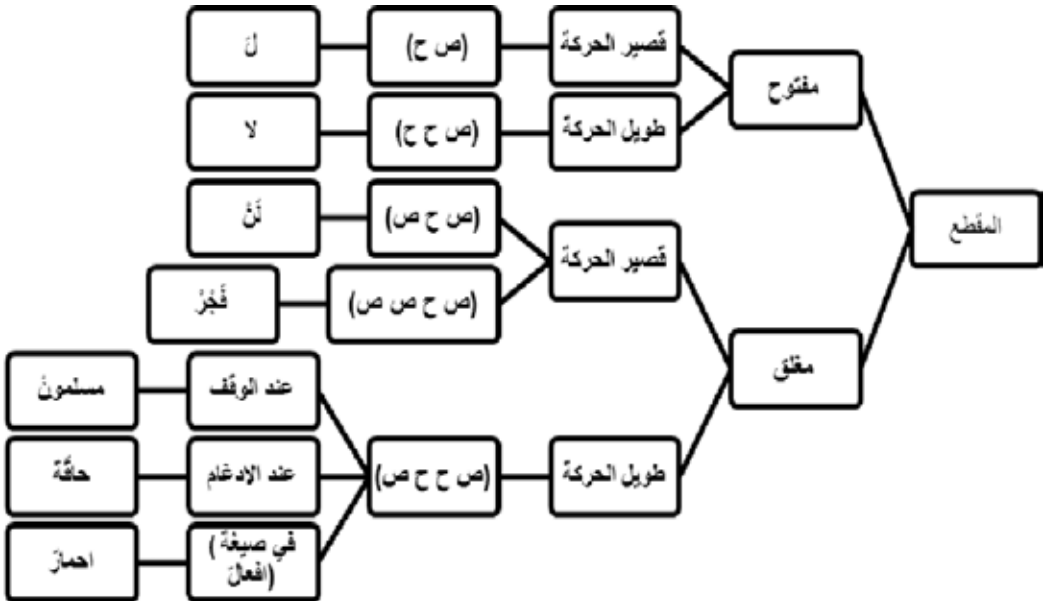 المقطع
مفتوح
قصير الحركة
(ص ح)
لَ
طويل الحركة
(ص ح ح)
لا
مغلق
قصير الحركة
(ص ح ص)
لَنْ
(ص ح ص ص)
فَجْرْ
طويل الحركة
(ص ح ح ص)
عند الوقف
مسلمونْ
عند الإدغام
حاقّة
في صيغة (
افعالّ)
احمارّ